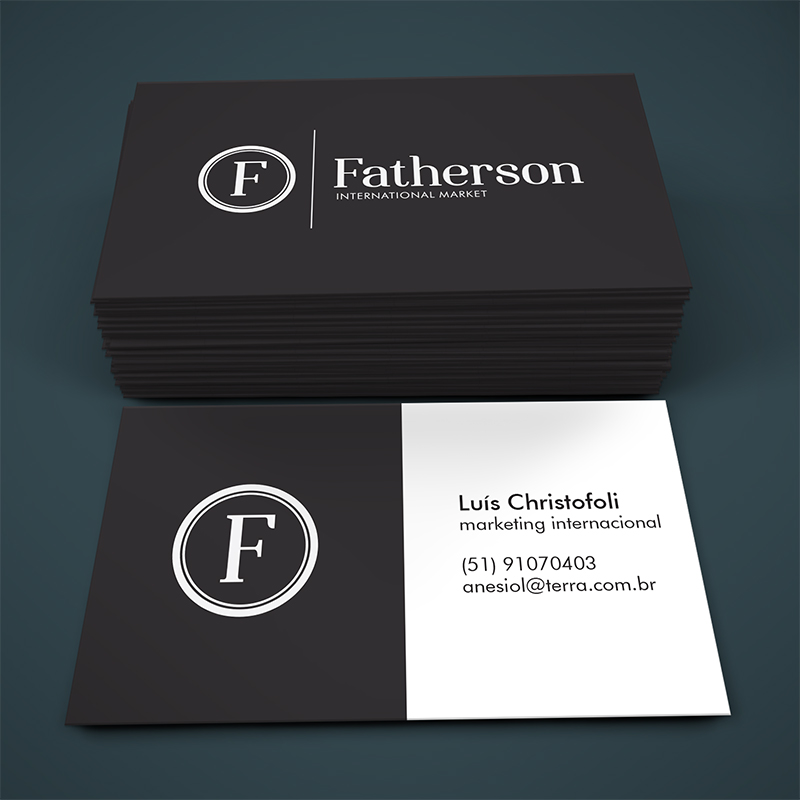 F
Fatherson
INTERNATIONAL MARKET
F
Luís Christofoli
marketing internacional
(51) 91070403
anesiol@terra.com.br